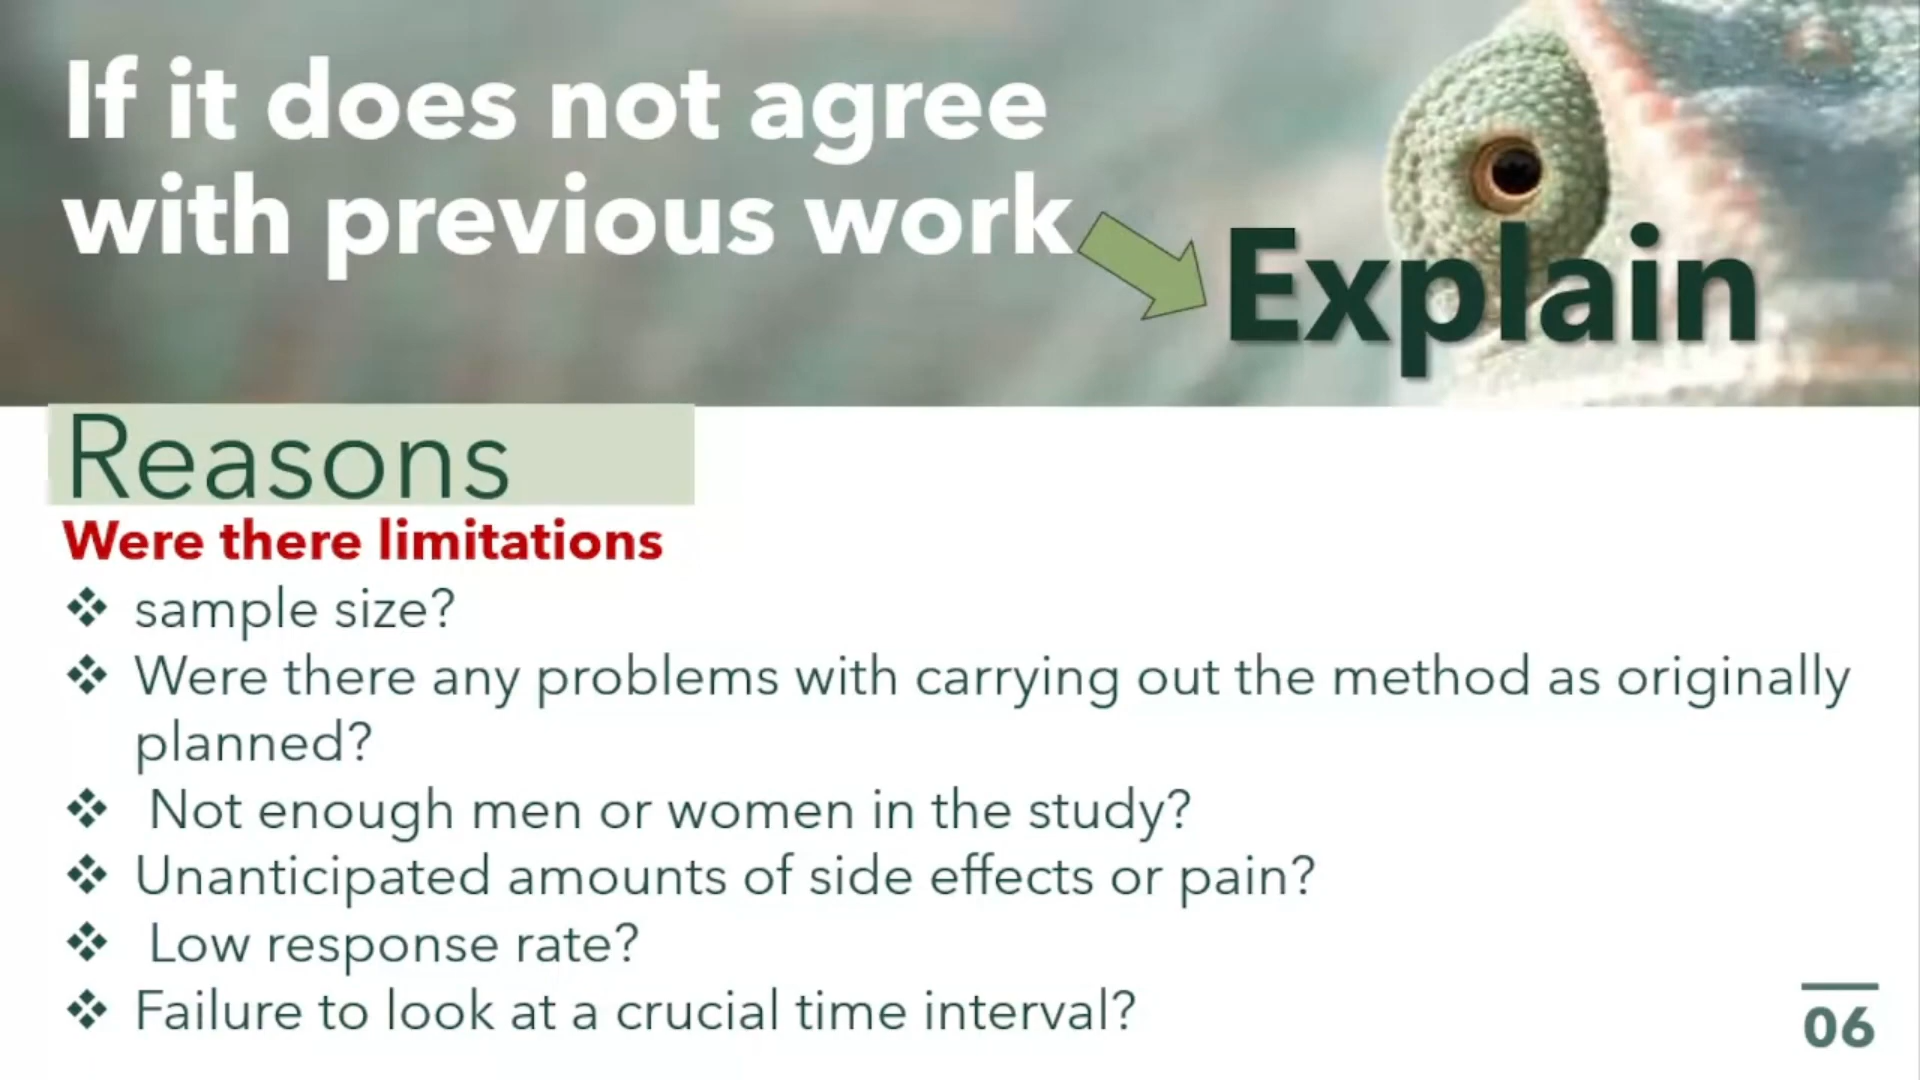 If it does not agree
with previous work
Explain
Reasons
Were there limitations
❖ sample size?
❖ Were there any problems with carrying out the method as originally
planned?
❖ Not enough men or women in the study?
❖ Unanticipated amounts of side effects or pain?
❖ Low response rate?
❖ Failure to look at a crucial time interval?
06